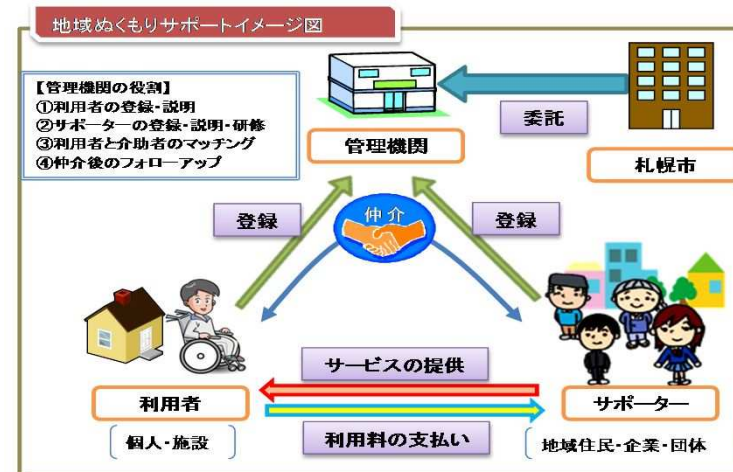 地域ぬくもりサポートイメージ図
【管理機関の役割】
①利用者の登録・説明
②サポーターの登録・説明・研修
③利用者と介助者のマッチング
④仲介後のフォローアップ
管理機関
委託
札幌市
登録
仲介
登録
サービスの提供
利用者
サポーター
個人・施設
利用料の支払い
地域住民・企業・団体